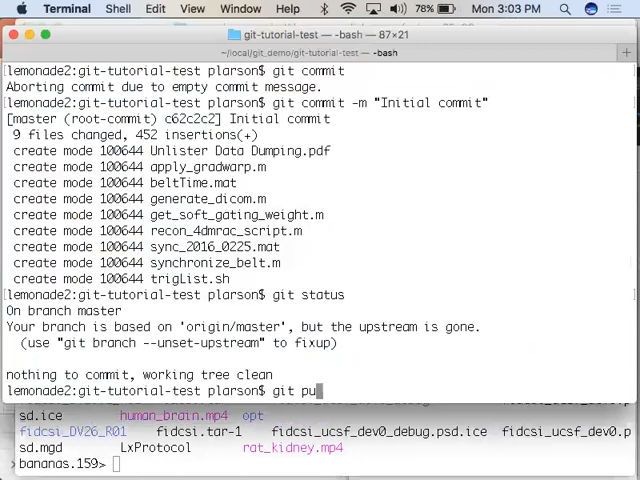 Terminal Shell Edit View Window Help 78% Mon 3:03 PM
git-tutorial-test — -bash — 87×21
~/local/git_demo/git-tutorial-test — -bash
[lemonade2:git-tutorial-test plarson$ git commit
Aborting commit due to empty commit message.
[lemonade2:git-tutorial-test plarson$ git commit -m "Initial commit"
[master (root-commit) c62c2c2] Initial commit
9 files changed, 452 insertions(+)
create mode 100644 Unlister Data Dumping.pdf
create mode 100644 apply_gradwarp.m
create mode 100644 beltTime.mat
create mode 100644 generate_dicom.m
create mode 100644 get_soft_gating_weight.m
create mode 100644 recon_4dmrac_script.m
create mode 100644 sync_2016_0225.mat
create mode 100644 synchronize_belt.m
create mode 100644 trigList.sh
[lemonade2:git-tutorial-test plarson$ git status
On branch master
Your branch is based on 'origin/master', but the upstream is gone.
(use "git branch --unset-upstream" to fixup)
nothing to commit, working tree clean
lemonade2:git-tutorial-test plarson$ git pu
sd.ice human_brain.mp4 opt
fidcsi_DV26_R01 fidcsi.tar-1 fidcsi_ucsf_dev0_debug.psd.ice fidcsi_ucsf_dev0.p
sd.mgd LxProtocol rat_kidney.mp4
bananas.159>